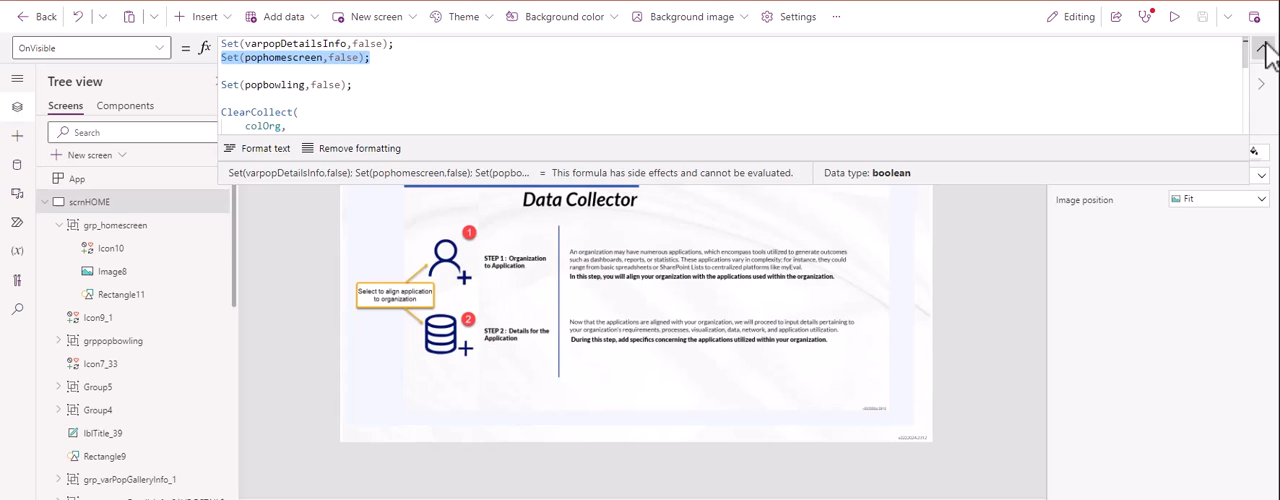 Back
Insert
Add data
New screen
Theme
Background color
Background image
Settings
...
Editing
OnVisible
= fx
Set(varpopDetailsInfo,false);
Set(pophomescreen,false);
Set(popbowling,false);
ClearCollect(
colOrg,
Format text
Remove formatting
Set(varpopDetailsInfo,false); Set(pophomescreen,false); Set(popbo... = This formula has side effects and cannot be evaluated.
Data type: boolean
Tree view
Screens
Components
Search
New screen
App
scrnHOME
grp_homescreen
Icon10
Image8
Rectangle11
Icon9_1
grppopbowling
Icon7_33
Group5
Group4
lblTitle_39
Rectangle9
grp_varPopGalleryInfo_1
Image position
Fit
Data Collector
1
STEP 1 : Organization
to Application
An organization may have numerous applications, which encompass tools utilized to generate outcomes
such as dashboards, reports, or statistics. These applications vary in complexity; for instance, they could
range from basic spreadsheets or SharePoint Lists to centralized platforms like myEval.
In this step, you will align your organization with the applications used within the organization.
Select to align application
to organization
2
STEP 2 : Details for the
Application
Now that the applications are aligned with your organization, we will proceed to input details pertaining to
your organization's requirements, processes, visualization, data, network, and application utilization.
During this step, add specifics concerning the applications utilized within your organization.